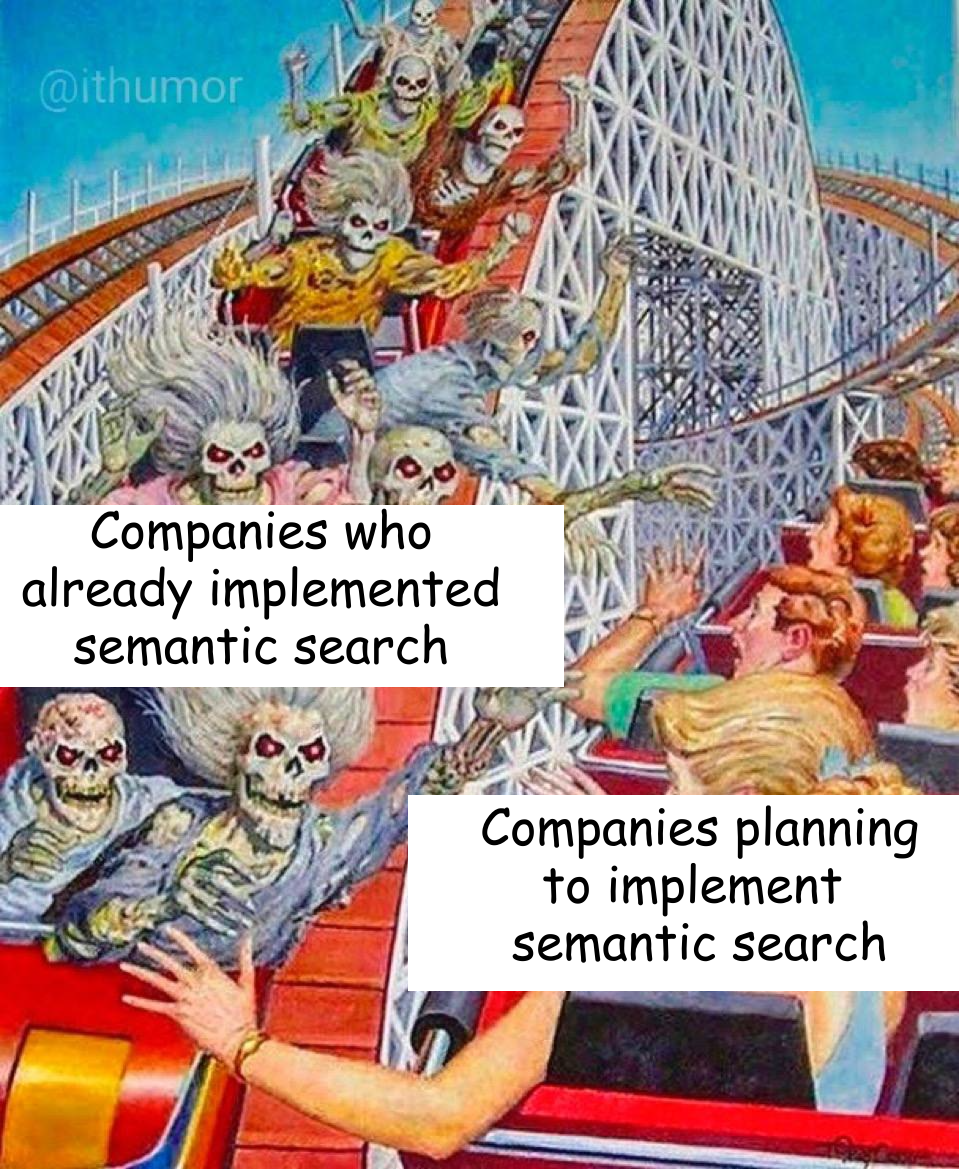 @ithumor
Companies who
already implemented
semantic search
Companies planning
to implement
semantic search